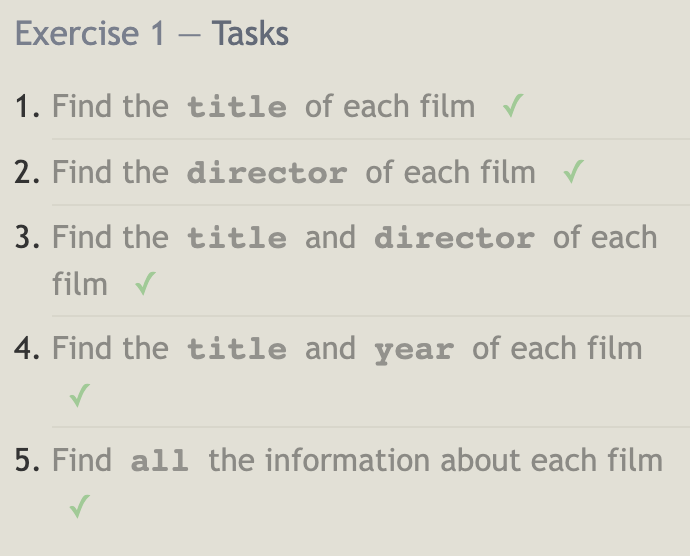 Exercise 1 — Tasks
1. Find the title of each film ✓
2. Find the director of each film ✓
3. Find the title and director of each
film ✓
4. Find the title and year of each film
✓
5. Find all the information about each film
✓